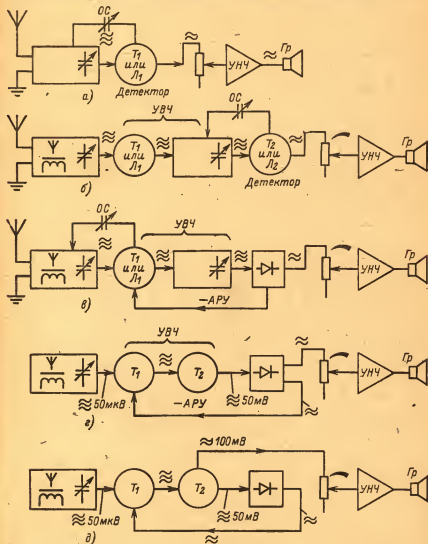 ОС
Т1
или
Л1
Детектор
УНЧ
Гр
а)
УВЧ
ОС
Т1
или
Л1
Т2
или
Л2
Детектор
УНЧ
Гр
б)
ОС
УВЧ
Т1
или
Л1
–АРУ
УНЧ
Гр
в)
УВЧ
Т1
Т2
50мкВ
–АРУ
50мВ
УНЧ
Гр
г)
≈100мВ
Т1
Т2
50мкВ
50мВ
УНЧ
Гр
д)